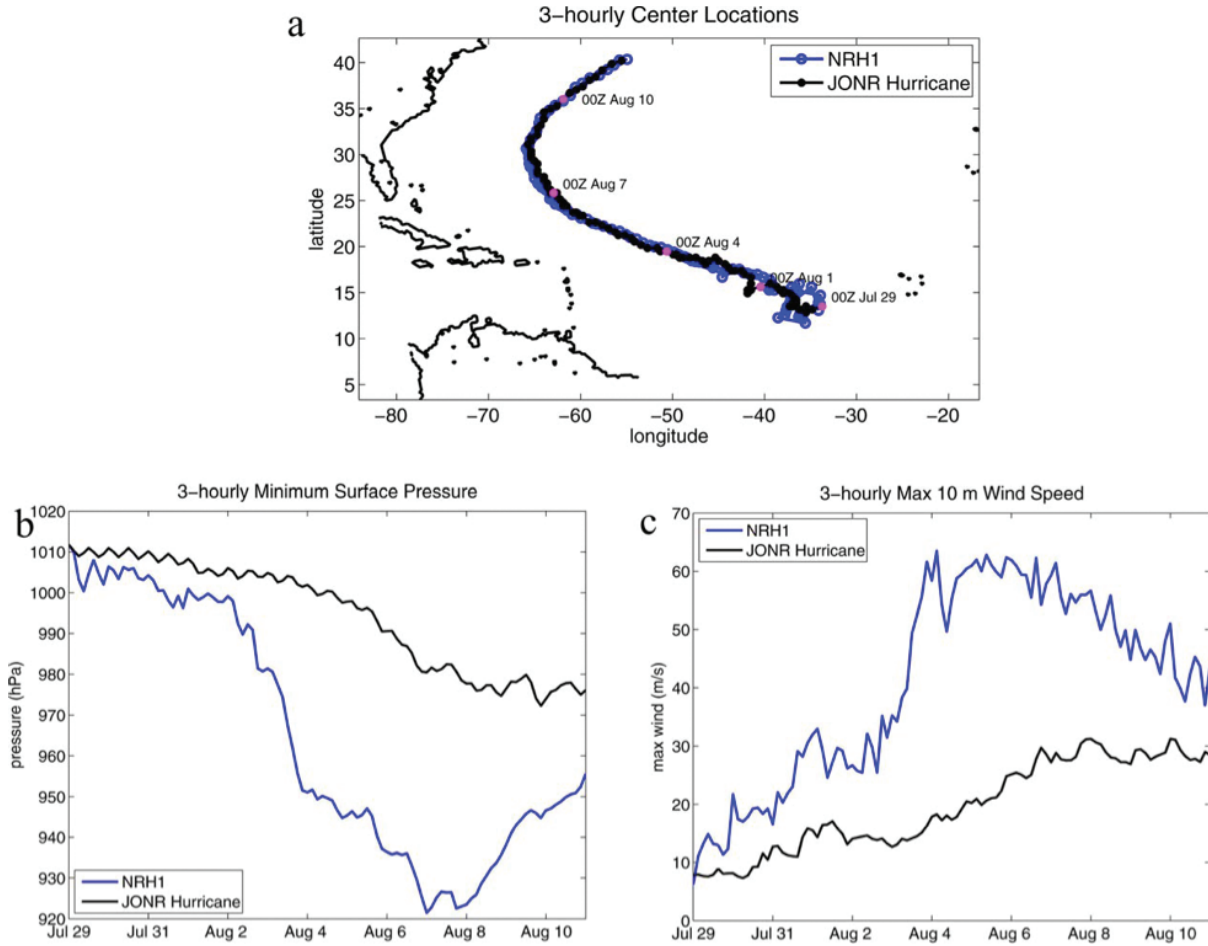 a
3-hourly Center Locations
NRH1
JONR Hurricane
00Z Aug 10
00Z Aug 7
00Z Aug 4
00Z Aug 1
00Z Jul 29
latitude
40
35
30
25
20
15
10
5
−80 −70 −60 −50 −40 −30 −20
longitude
b
3-hourly Minimum Surface Pressure
pressure (hPa)
1020
1010
1000
990
980
970
960
950
940
930
920
NRH1
JONR Hurricane
Jul 29 Jul 31 Aug 2 Aug 4 Aug 6 Aug 8 Aug 10
c
3-hourly Max 10 m Wind Speed
max wind (m/s)
70
60
50
40
30
20
10
0
NRH1
JONR Hurricane
Jul 29 Jul 31 Aug 2 Aug 4 Aug 6 Aug 8 Aug 10